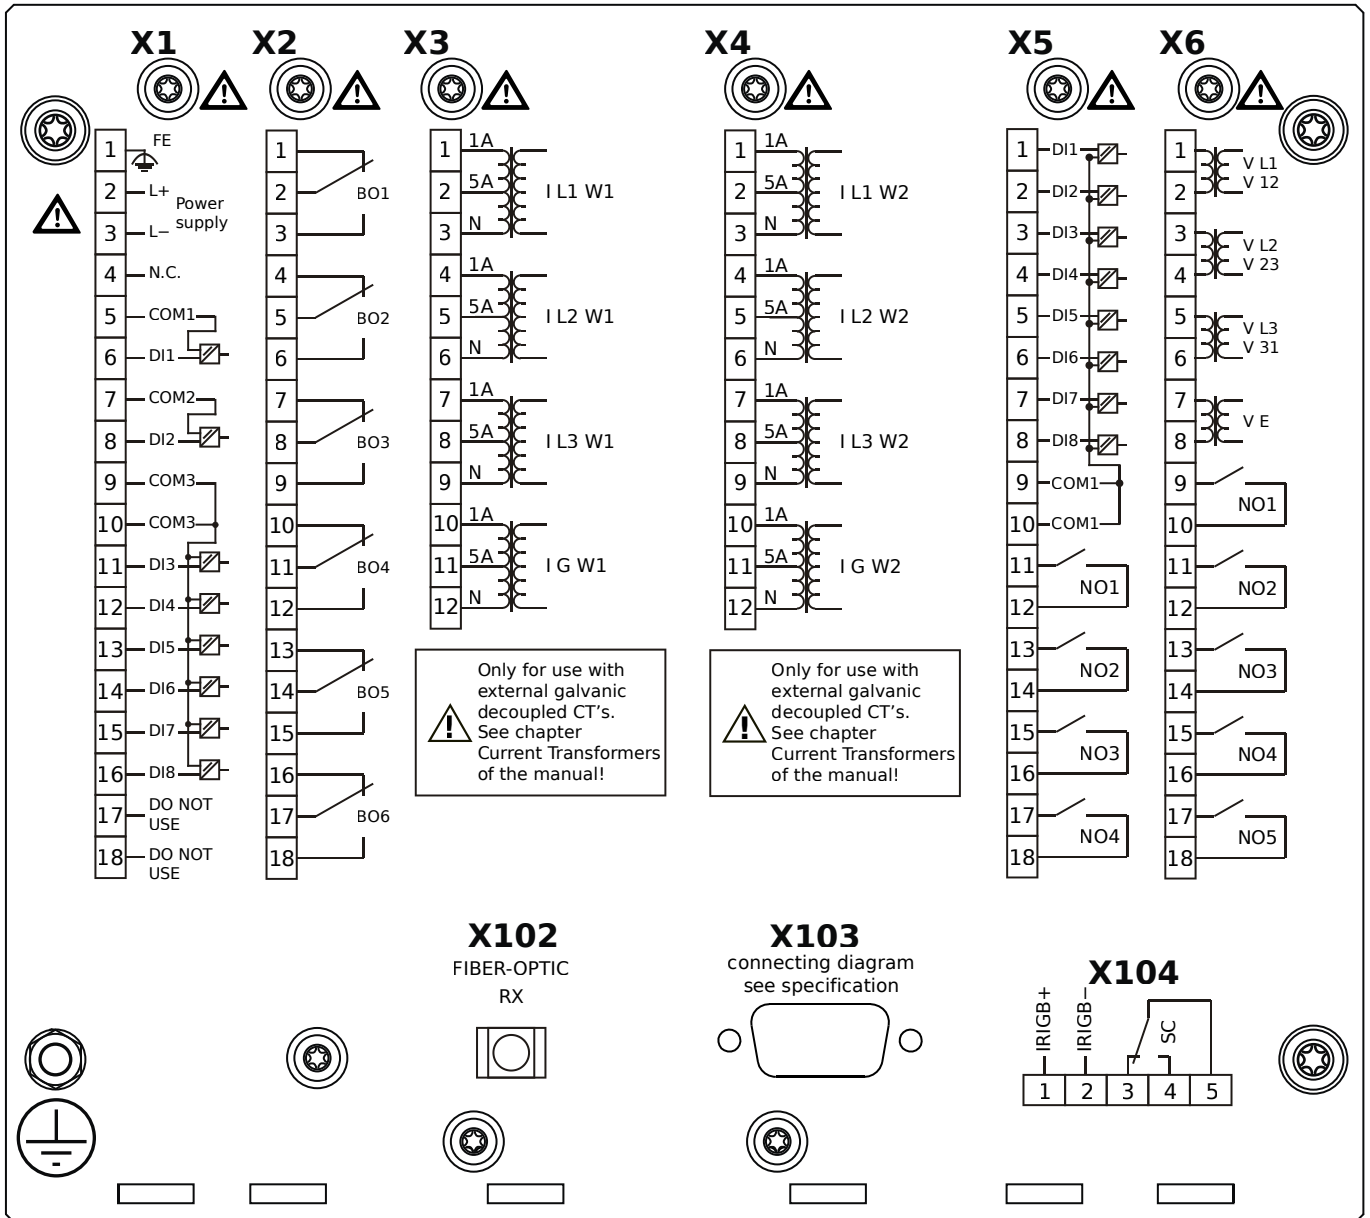 X1 X2 X3 X4 X5 X6
1 FE
2 L+
Power
supply
3 L−
4 N.C.
5 COM1
6 DI1
7 COM2
8 DI2
9 COM3
10 COM3
11 DI3
12 DI4
13 DI5
14 DI6
15 DI7
16 DI8
17 DO NOT
USE
18 DO NOT
USE
1
2 BO1
3
4
5 BO2
6
7
8 BO3
9
10
11 BO4
12
13
14 BO5
15
16
17 BO6
18
1 1A
2 5A I L1 W1
3 N
4 1A
5 5A I L2 W1
6 N
7 1A
8 5A I L3 W1
9 N
10 1A
11 5A I G W1
12 N
Only for use with
external galvanic
decoupled CT's.
See chapter
Current Transformers
of the manual!
1 1A
2 5A I L1 W2
3 N
4 1A
5 5A I L2 W2
6 N
7 1A
8 5A I L3 W2
9 N
10 1A
11 5A I G W2
12 N
Only for use with
external galvanic
decoupled CT's.
See chapter
Current Transformers
of the manual!
1 DI1
2 DI2
3 DI3
4 DI4
5 DI5
6 DI6
7 DI7
8 DI8
9 COM1
10 COM1
11
NO1
12
13
NO2
14
15
NO3
16
17
NO4
18
1
V L1
V 12
2
3
V L2
V 23
4
5
V L3
V 31
6
7
V E
8
9
NO1
10
11
NO2
12
13
NO3
14
15
NO4
16
17
NO5
18
X102
FIBER-OPTIC
RX
X103
connecting diagram
see specification
X104
IRIGB+
IRIGB−
SC
1 2 3 4 5